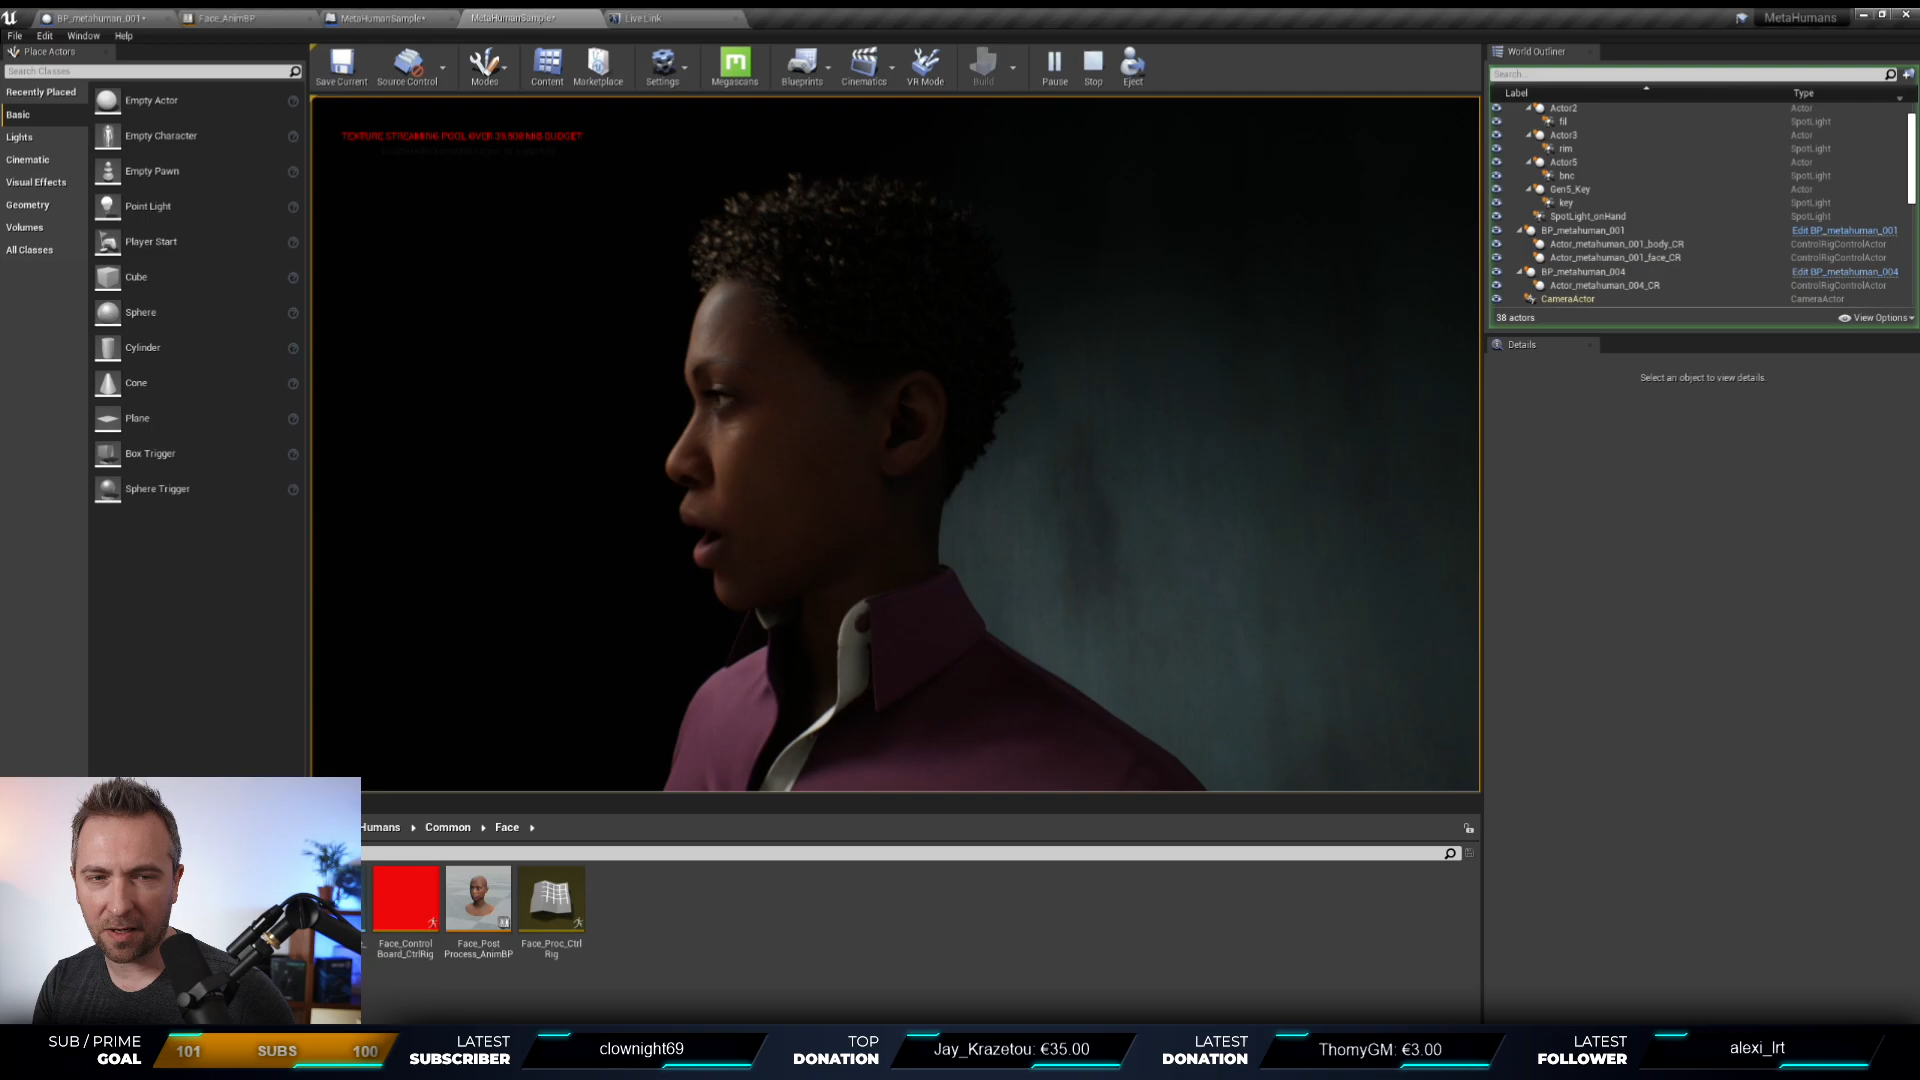 BP_metahuman_001*
Face_AnimBP
MetaHumanSample*
MetaHumanSample*
Live Link
MetaHumans
File Edit Window Help
Place Actors
Search Classes
Recently Placed
Basic
Lights
Cinematic
Visual Effects
Geometry
Volumes
All Classes
Empty Actor
Empty Character
Empty Pawn
Point Light
Player Start
Cube
Sphere
Cylinder
Cone
Plane
Box Trigger
Sphere Trigger
Save Current
Source Control
Modes
Content
Marketplace
Settings
Megascans
Blueprints
Cinematics
VR Mode
Build
Pause
Stop
Eject
TEXTURE STREAMING POOL OVER
World Outliner
Search...
Label Type
Actor2 Actor
fil SpotLight
Actor3 Actor
rim SpotLight
Actor5 Actor
bnc SpotLight
Gen5_Key Actor
key SpotLight
SpotLight_onHand SpotLight
BP_metahuman_001 Edit BP_metahuman_001
Actor_metahuman_001_body_CR ControlRigControlActor
Actor_metahuman_001_face_CR ControlRigControlActor
BP_metahuman_004 Edit BP_metahuman_004
Actor_metahuman_004_CR ControlRigControlActor
CameraActor CameraActor
38 actors
View Options
Details
Select an object to view details.
Humans Common Face
Face_Control
Board_CtrlRig
Face_Post
Process_AnimBP
Face_Proc_Ctrl
Rig
SUB / PRIME
GOAL
101 SUBS 100
LATEST
SUBSCRIBER
clownight69
TOP
DONATION
Jay_Krazetou: €35.00
LATEST
DONATION
ThomyGM: €3.00
LATEST
FOLLOWER
alexi_lrt